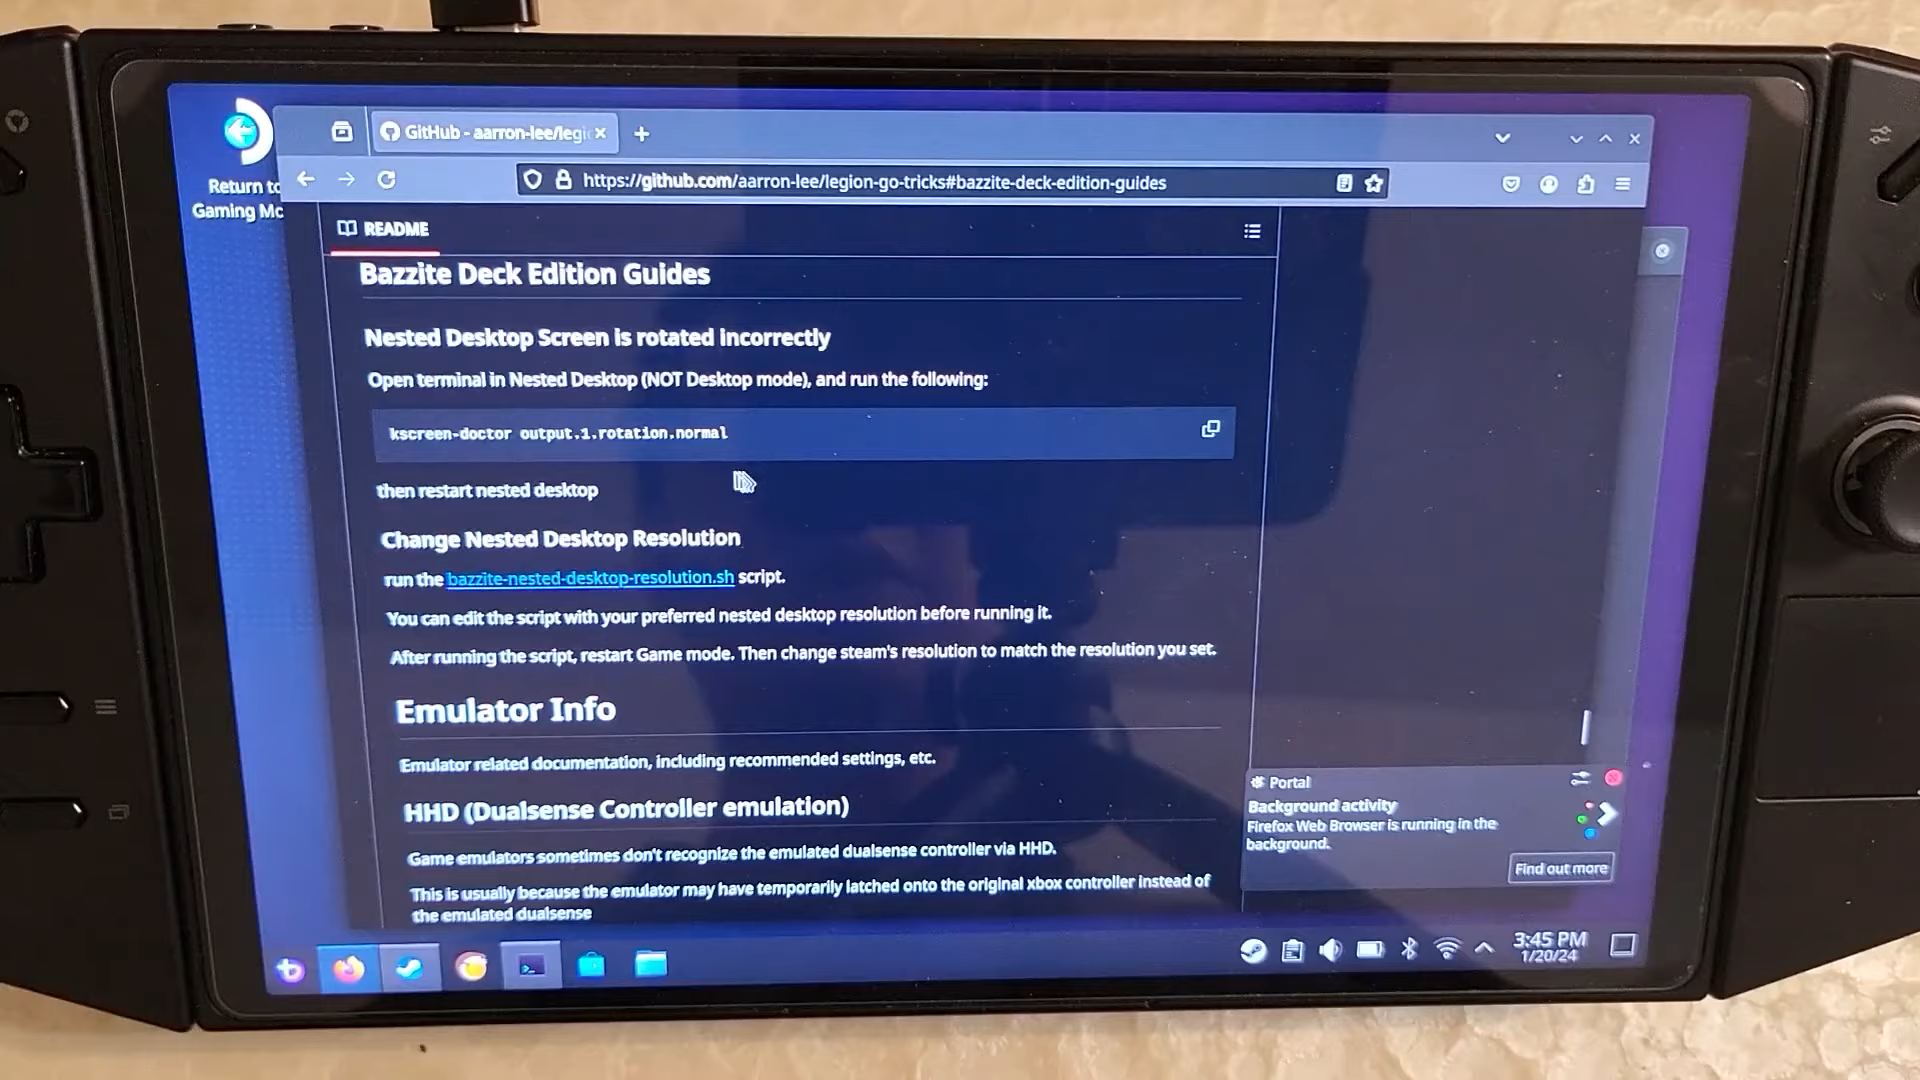 Return to
Gaming Mo
GitHub - aarron-lee/legi
https://github.com/aarron-lee/legion-go-tricks#bazzite-deck-edition-guides
README
Bazzite Deck Edition Guides
Nested Desktop Screen is rotated incorrectly
Open terminal in Nested Desktop (NOT Desktop mode), and run the following:
kscreen-doctor output.1.rotation.normal
then restart nested desktop
Change Nested Desktop Resolution
run the bazzite-nested-desktop-resolution.sh script.
You can edit the script with your preferred nested desktop resolution before running it.
After running the script, restart Game mode. Then change steam's resolution to match the resolution you set.
Emulator Info
Emulator related documentation, including recommended settings, etc.
HHD (Dualsense Controller emulation)
Game emulators sometimes don't recognize the emulated dualsense controller via HHD.
This is usually because the emulator may have temporarily latched onto the original xbox controller instead of
the emulated dualsense
Portal
Background activity
Firefox Web Browser is running in the
background.
Find out more
3:45 PM
1/20/24